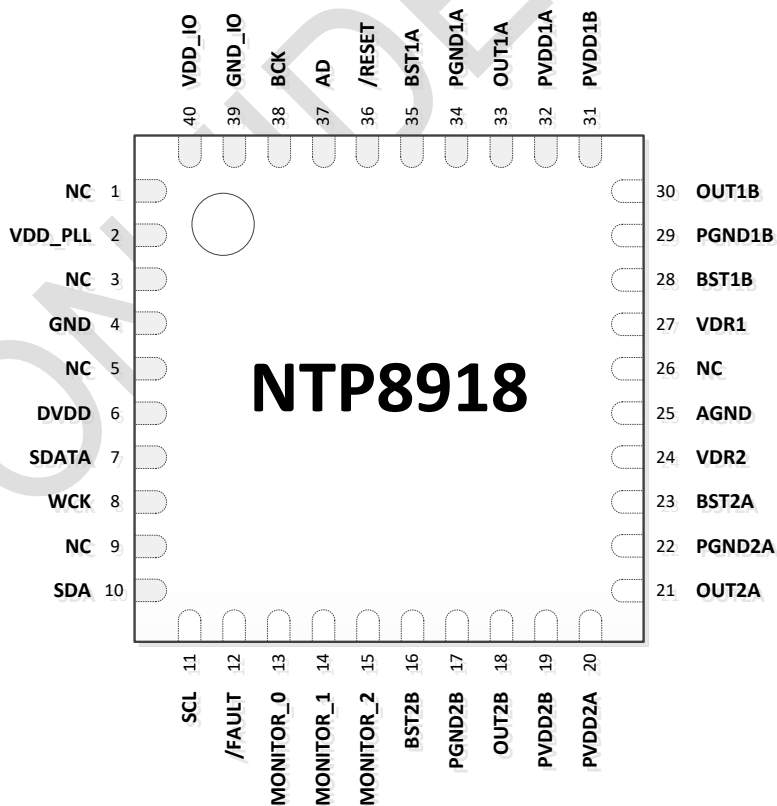 VDD_IO
GND_IO
BCK
AD
/RESET
BST1A
PGND1A
OUT1A
PVDD1A
PVDD1B
40 39 38 37 36 35 34 33 32 31
NC 1
VDD_PLL 2
NC 3
GND 4
NC 5
DVDD 6
SDATA 7
WCK 8
NC 9
SDA 10
NTP8918
30 OUT1B
29 PGND1B
28 BST1B
27 VDR1
26 NC
25 AGND
24 VDR2
23 BST2A
22 PGND2A
21 OUT2A
11 12 13 14 15 16 17 18 19 20
SCL
/FAULT
MONITOR_0
MONITOR_1
MONITOR_2
BST2B
PGND2B
OUT2B
PVDD2B
PVDD2A